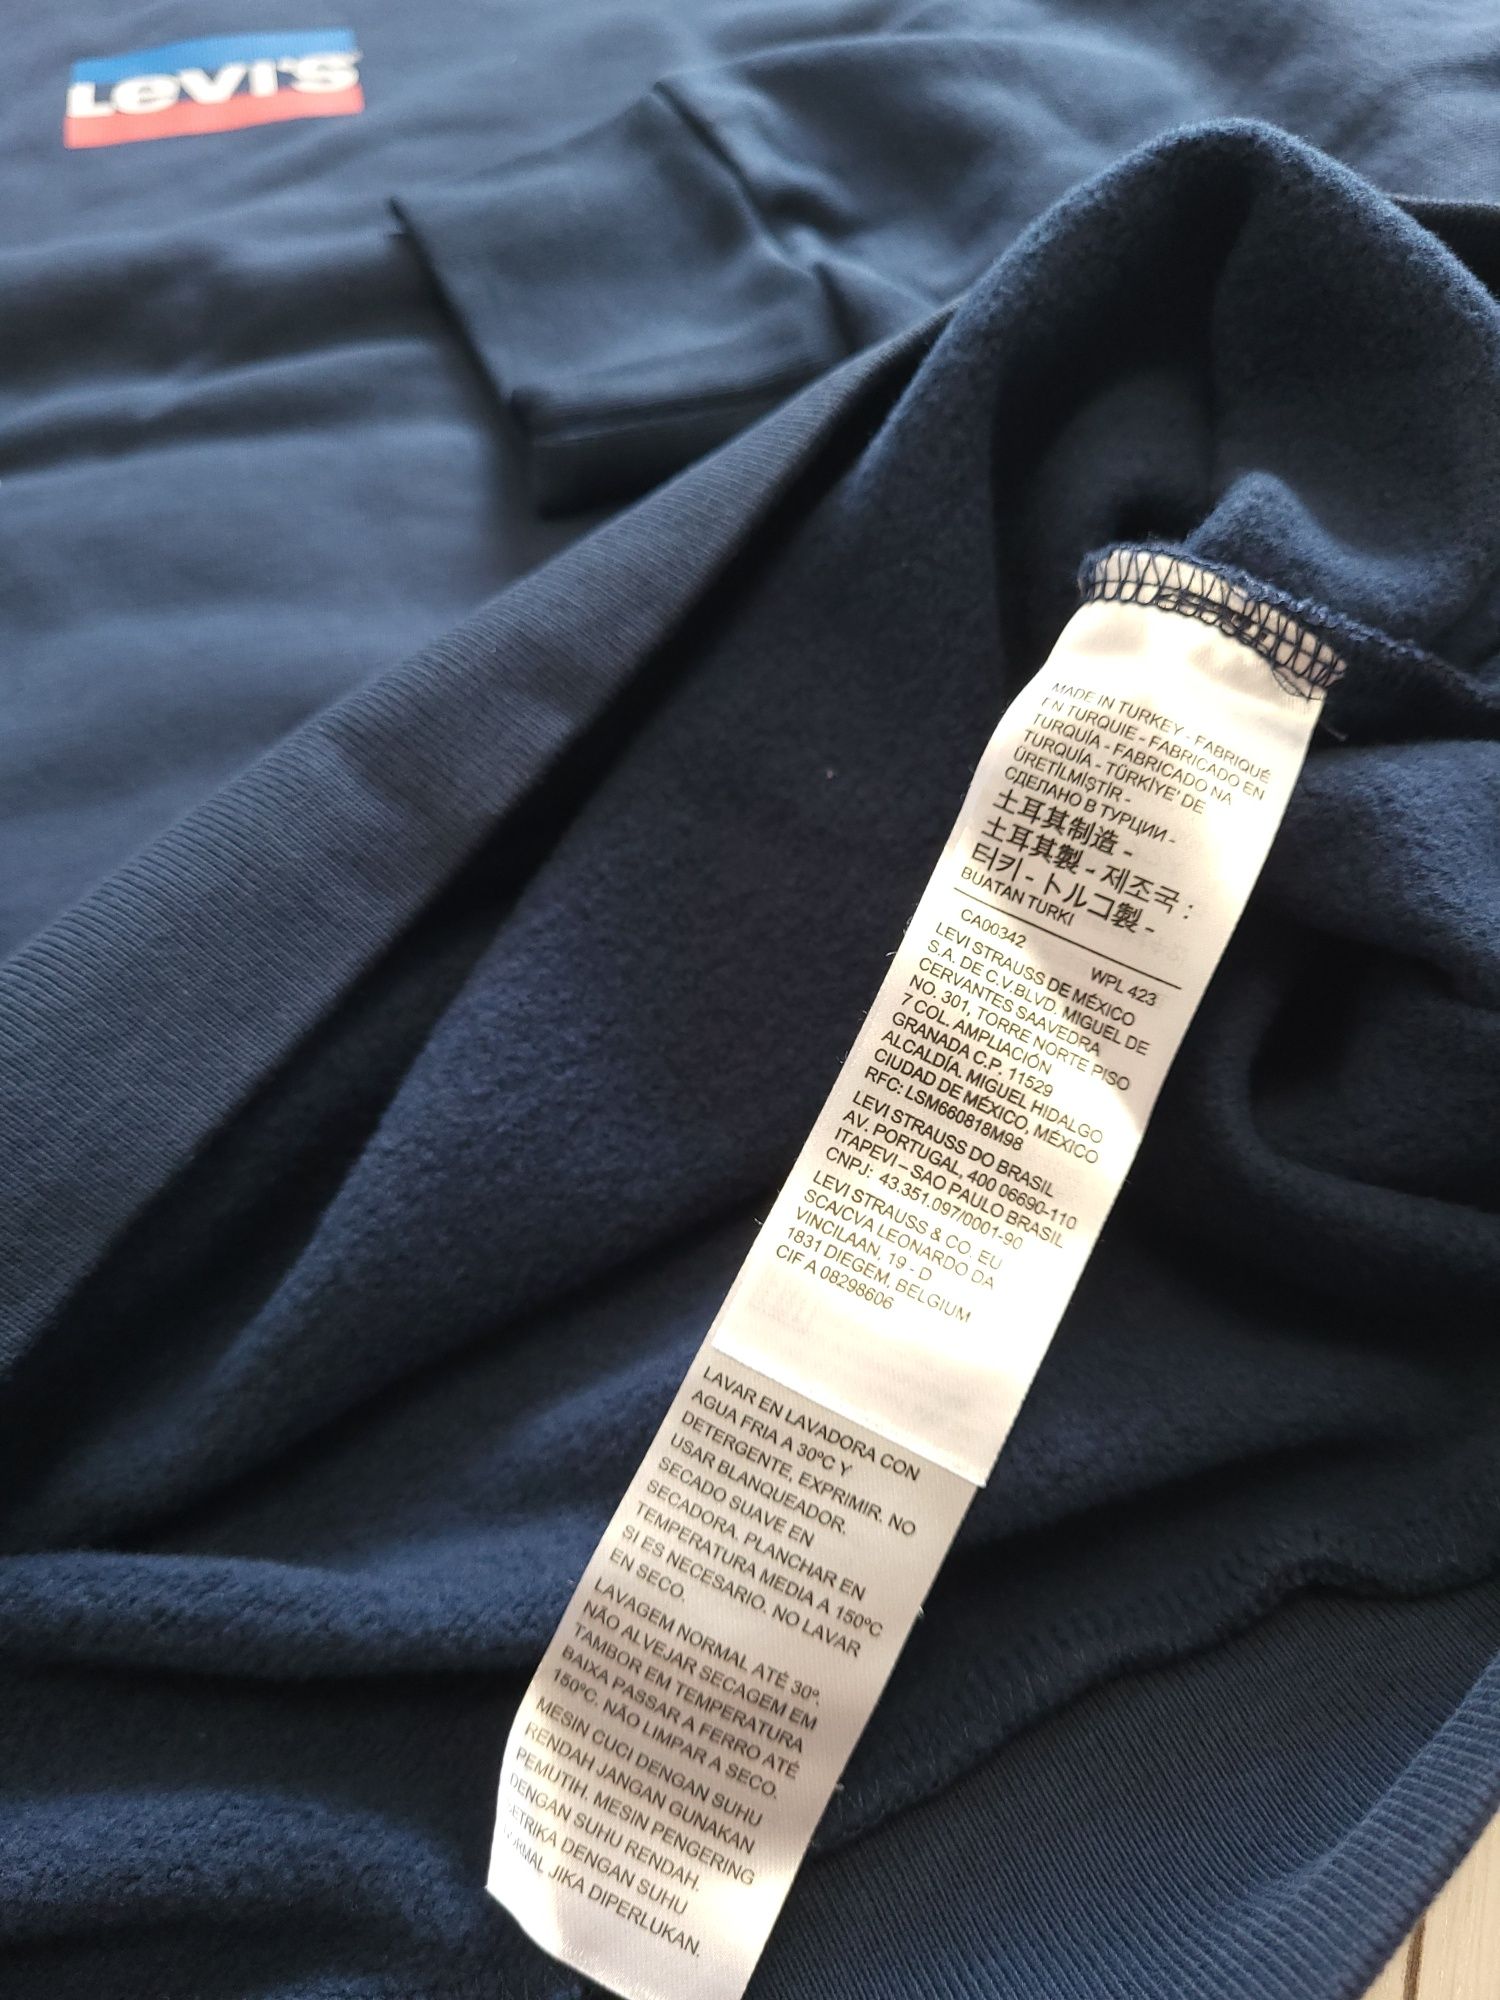 Levi's
MADE IN TURKEY - FABRIQUÉ
EN TURQUIE - FABRICADO EN
TURQUÍA - FABRICADO NA
TURQUÍA - TÜRKİYE' DE
ÜRETİLMİŞTİR -
СДЕЛАНО В ТУРЦИИ -
土耳其制造 -
土耳其製 - 제조국 :
터키 - トルコ製 -
BUATAN TURKI
CA00342 WPL 423
LEVI STRAUSS DE MÉXICO
S.A. DE C.V.BLVD. MIGUEL DE
CERVANTES SAAVEDRA
NO. 301, TORRE NORTE PISO
7 COL. AMPLIACIÓN
GRANADA C.P. 11529
ALCALDÍA. MIGUEL HIDALGO
CIUDAD DE MÉXICO, MÉXICO
RFC: LSM660818M98
LEVI STRAUSS DO BRASIL
AV. PORTUGAL, 400 06690-110
ITAPEVI – SAO PAULO BRASIL
CNPJ: 43.351.097/0001-90
LEVI STRAUSS & CO. EU
SCA/CVA LEONARDO DA
VINCILAAN, 19 - D
1831 DIEGEM, BELGIUM
CIF A 08298606
LAVAR EN LAVADORA CON
AGUA FRIA A 30ºC Y
DETERGENTE, EXPRIMIR. NO
USAR BLANQUEADOR.
SECADO SUAVE EN
SECADORA. PLANCHAR EN
TEMPERATURA MEDIA A 150ºC
SI ES NECESARIO. NO LAVAR
EN SECO.
LAVAGEM NORMAL ATÉ 30º.
NÃO ALVEJAR SECAGEM EM
TAMBOR EM TEMPERATURA
BAIXA PASSAR A FERRO ATÉ
150ºC. NÃO LIMPAR A SECO.
MESIN CUCI DENGAN SUHU
RENDAH JANGAN GUNAKAN
PEMUTIH. MESIN PENGERING
DENGAN SUHU RENDAH.
SETRIKA DENGAN SUHU
NORMAL JIKA DIPERLUKAN.